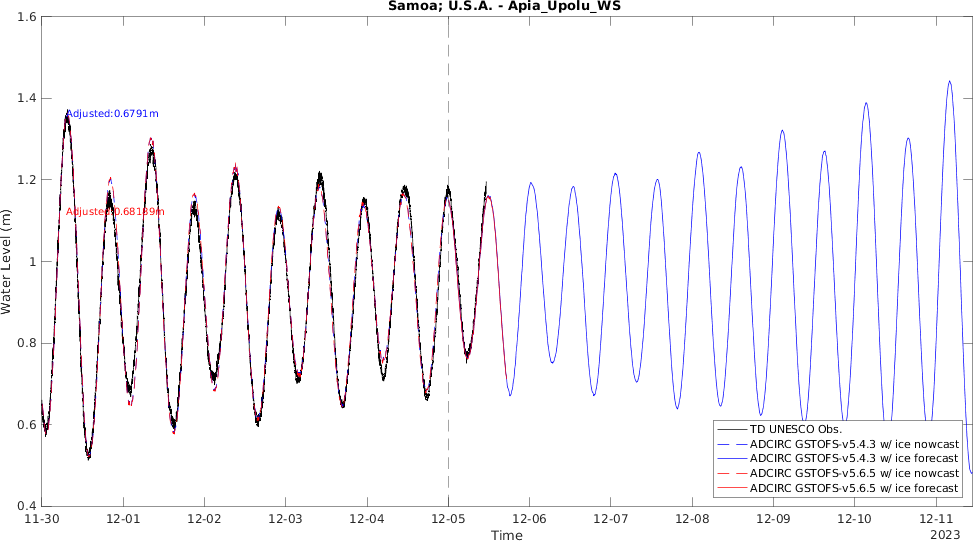 Samoa; U.S.A. - Apia_Upolu_WS
1.6
1.4
1.2
1
0.8
0.6
0.4
Water Level (m)
Adjusted:0.6791m
Adjusted:0.68189m
TD UNESCO Obs.
ADCIRC GSTOFS-v5.4.3 w/ ice nowcast
ADCIRC GSTOFS-v5.4.3 w/ ice forecast
ADCIRC GSTOFS-v5.6.5 w/ ice nowcast
ADCIRC GSTOFS-v5.6.5 w/ ice forecast
11-30 12-01 12-02 12-03 12-04 12-05 12-06 12-07 12-08 12-09 12-10 12-11
2023
Time